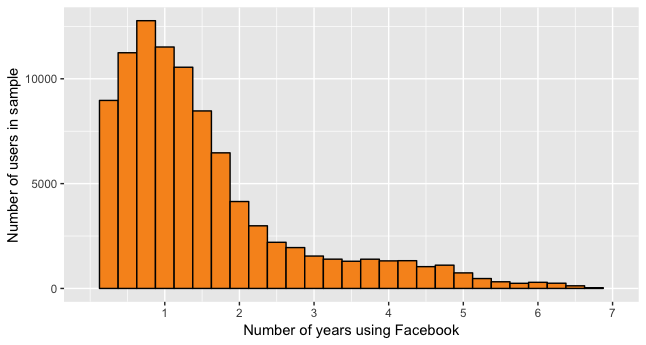 10000
5000
0
Number of users in sample
1 2 3 4 5 6 7
Number of years using Facebook